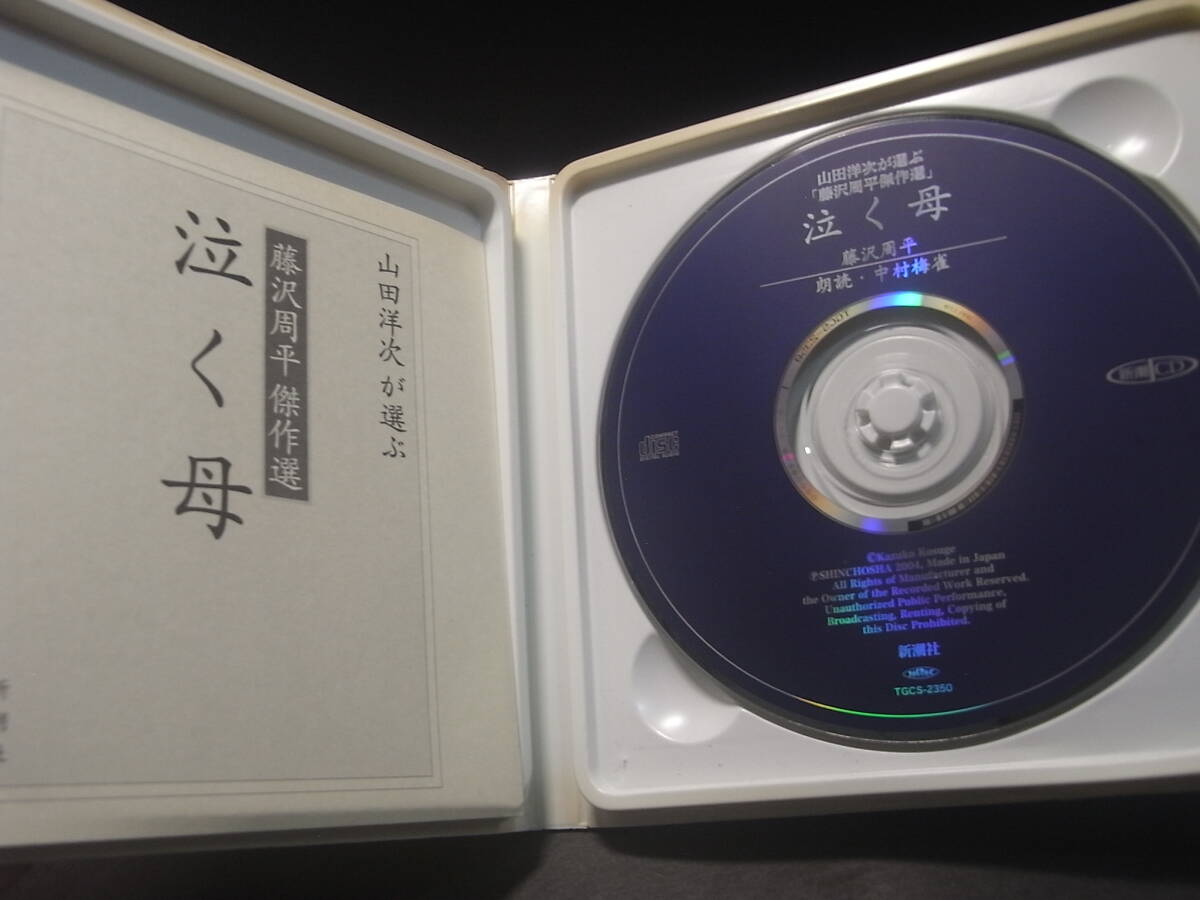 山田洋次が選ぶ
藤沢周平 傑作選
泣く母
山田洋次が選ぶ
「藤沢周平傑作選」
泣く母
藤沢周平
朗読・中村梅雀
新潮CD
COMPACT
disc
DIGITAL AUDIO
©Kazuko Kosuge
℗SHINCHOSHA 2004, Made in Japan
All Rights of Manufacturer and
the Owner of the Recorded Work Reserved.
Unauthorized Public Performance,
Broadcasting, Renting, Copying of
this Disc Prohibited.
新潮社
TGCS-2350